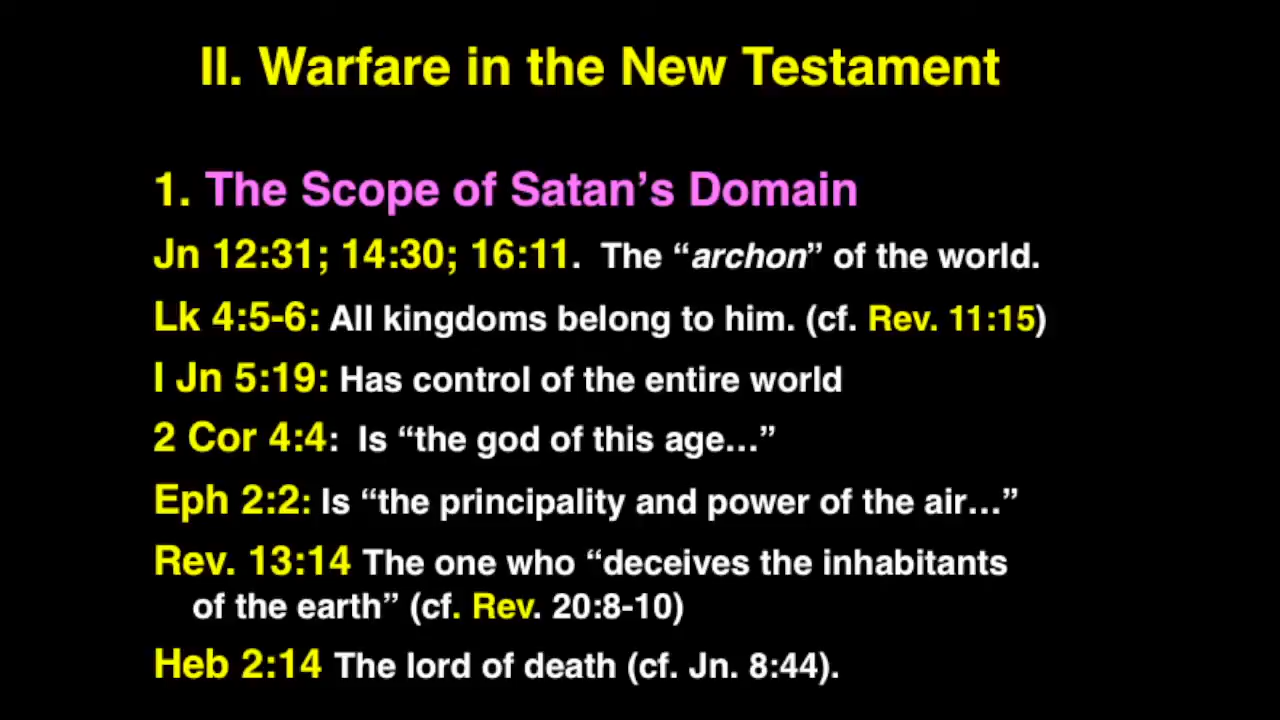 II. Warfare in the New Testament
1. The Scope of Satan’s Domain
Jn 12:31; 14:30; 16:11. The “archon” of the world.
Lk 4:5-6: All kingdoms belong to him. (cf. Rev. 11:15)
I Jn 5:19: Has control of the entire world
2 Cor 4:4: Is “the god of this age…”
Eph 2:2: Is “the principality and power of the air…”
Rev. 13:14 The one who “deceives the inhabitants
of the earth” (cf. Rev. 20:8-10)
Heb 2:14 The lord of death (cf. Jn. 8:44).